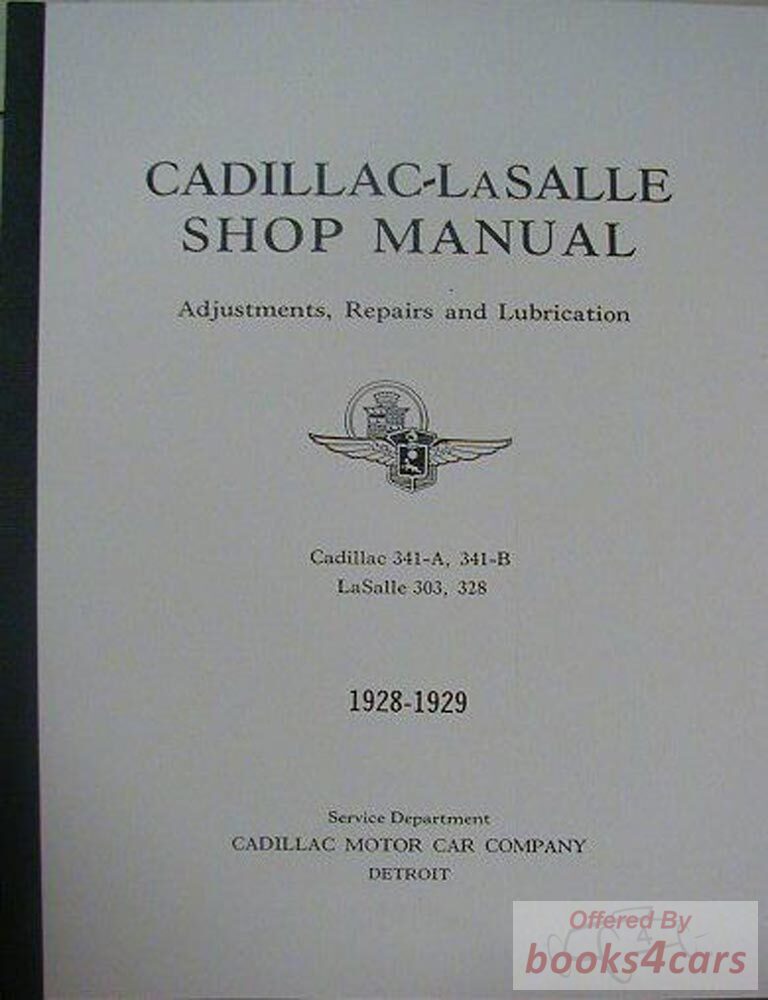 CADILLAC-LASALLE
SHOP MANUAL
Adjustments, Repairs and Lubrication
Cadillac 341-A, 341-B
LaSalle 303, 328
1928-1929
Service Department
CADILLAC MOTOR CAR COMPANY
DETROIT
Offered By
books4cars